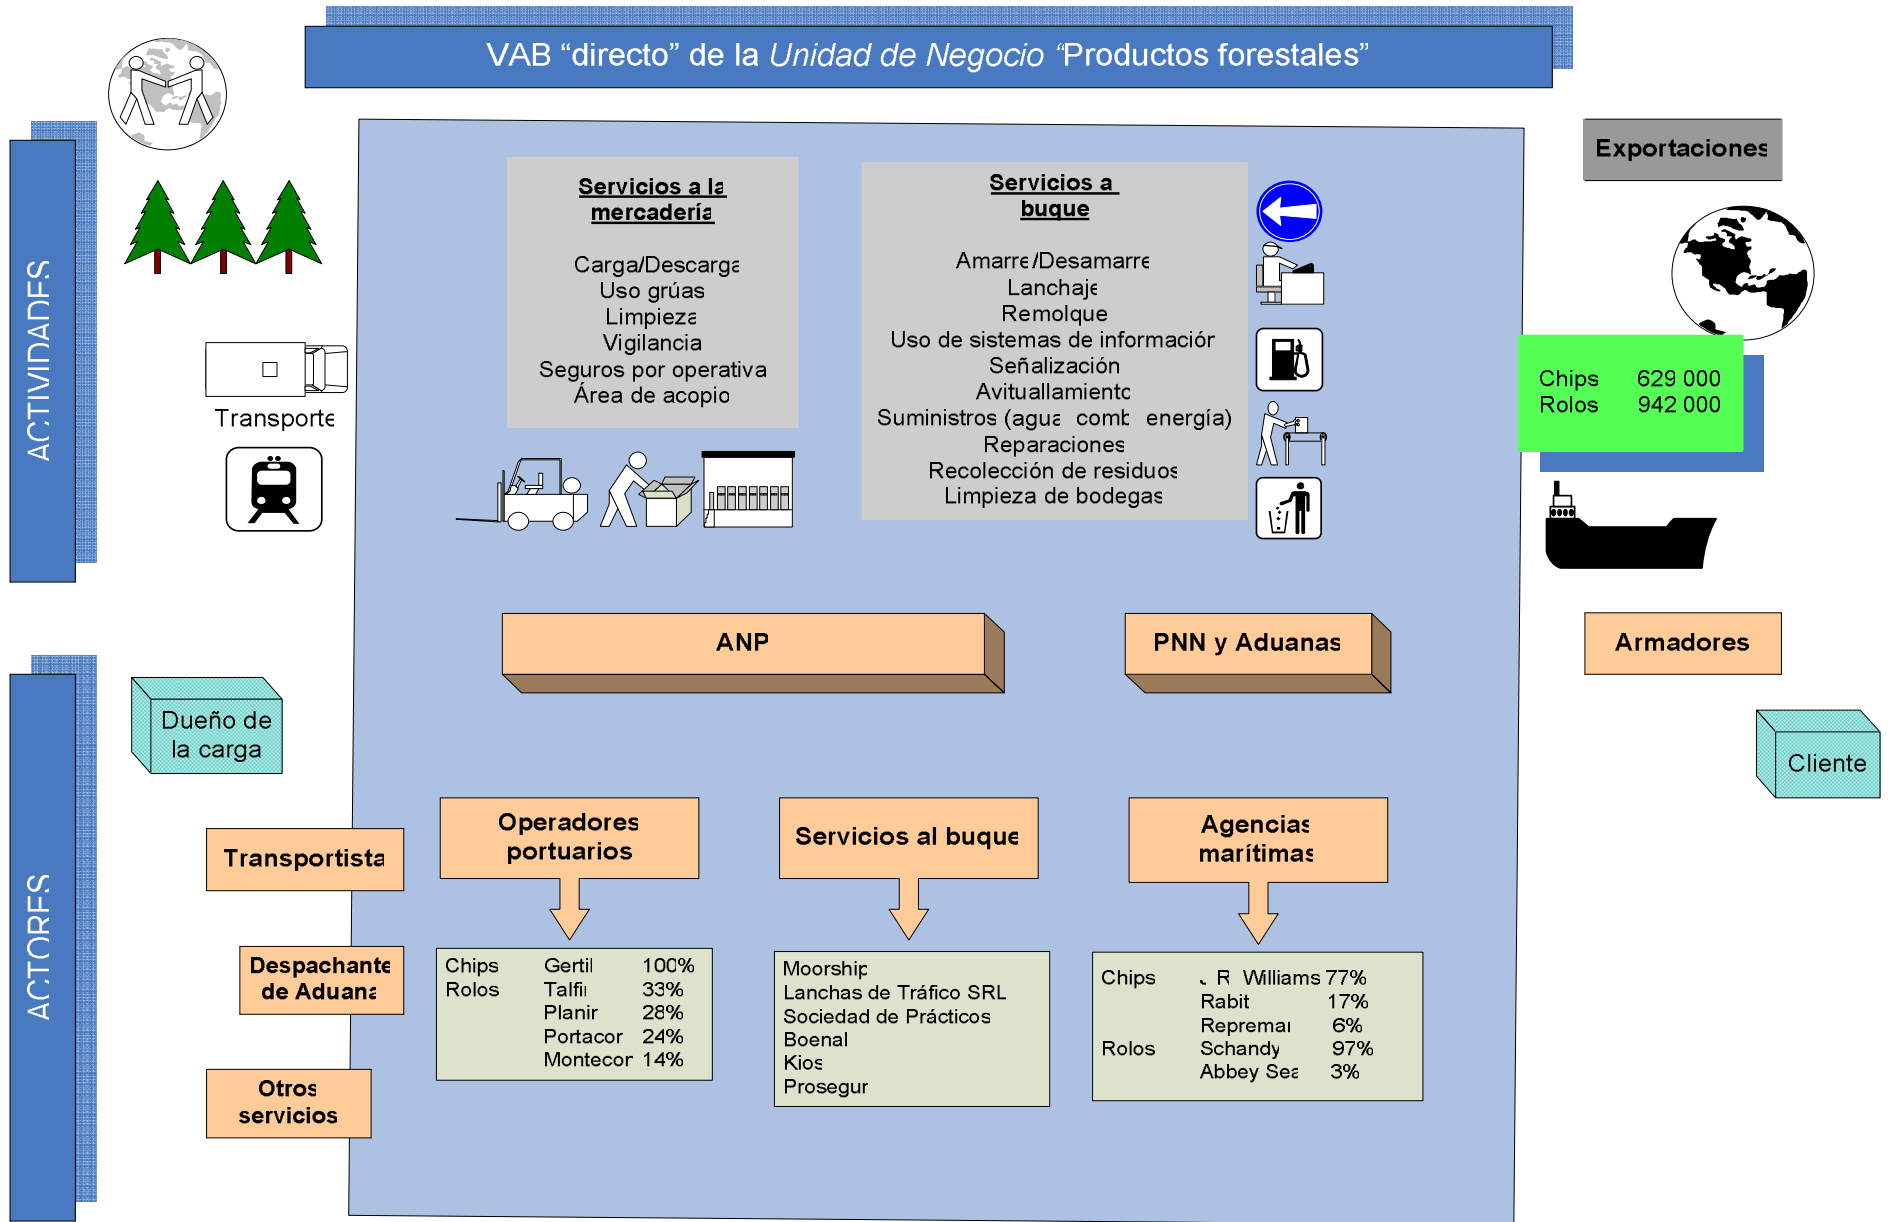 VAB “directo” de la Unidad de Negocio “Productos forestales”
ACTIVIDADES
Transporte
Servicios a la
mercadería
Carga/Descarga
Uso grúas
Limpieza
Vigilancia
Seguros por operativa
Área de acopio
Servicios a
buque
Amarre/Desamarre
Lanchaje
Remolque
Uso de sistemas de información
Señalización
Avituallamiento
Suministros (agua comb energía)
Reparaciones
Recolección de residuos
Limpieza de bodegas
Exportaciones
Chips 629 000
Rolos 942 000
ACTORES
ANP
PNN y Aduanas
Armadores
Dueño de
la carga
Cliente
Transportista
Despachante
de Aduana
Otros
servicios
Operadores
portuarios
Chips Gertil 100%
Rolos 33%
28%
24%
Montecon 14%
Servicios al buque
Moorship
Lanchas de Tráfico SRL
Sociedad de Prácticos
Boenal
Kios
Prosegur
Agencias
marítimas
Chips J R Williams 77%
Rabit 17%
Repremar 6%
Rolos Schandy 97%
Abbey Sea 3%